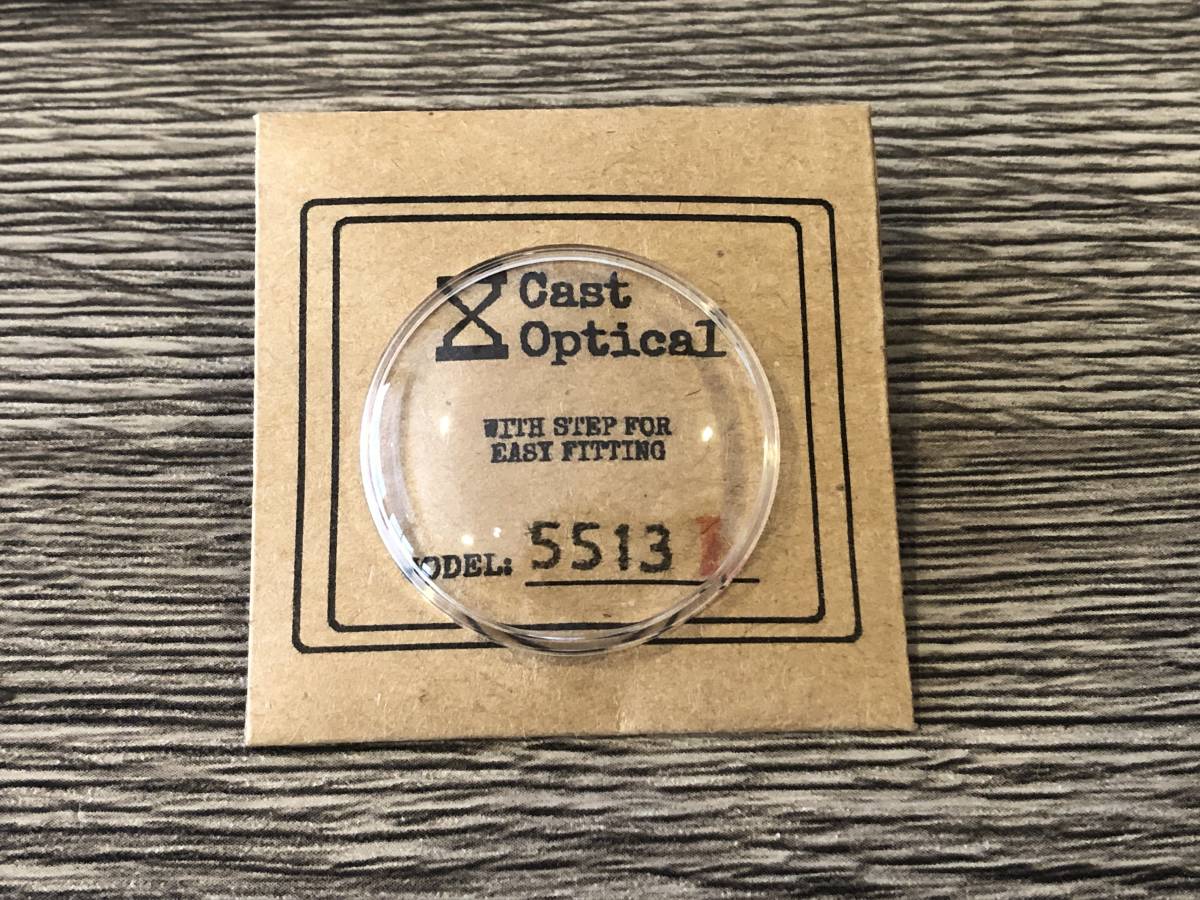 Cast
Optical
WITH STEP FOR
EASY FITTING
MODEL: 5513